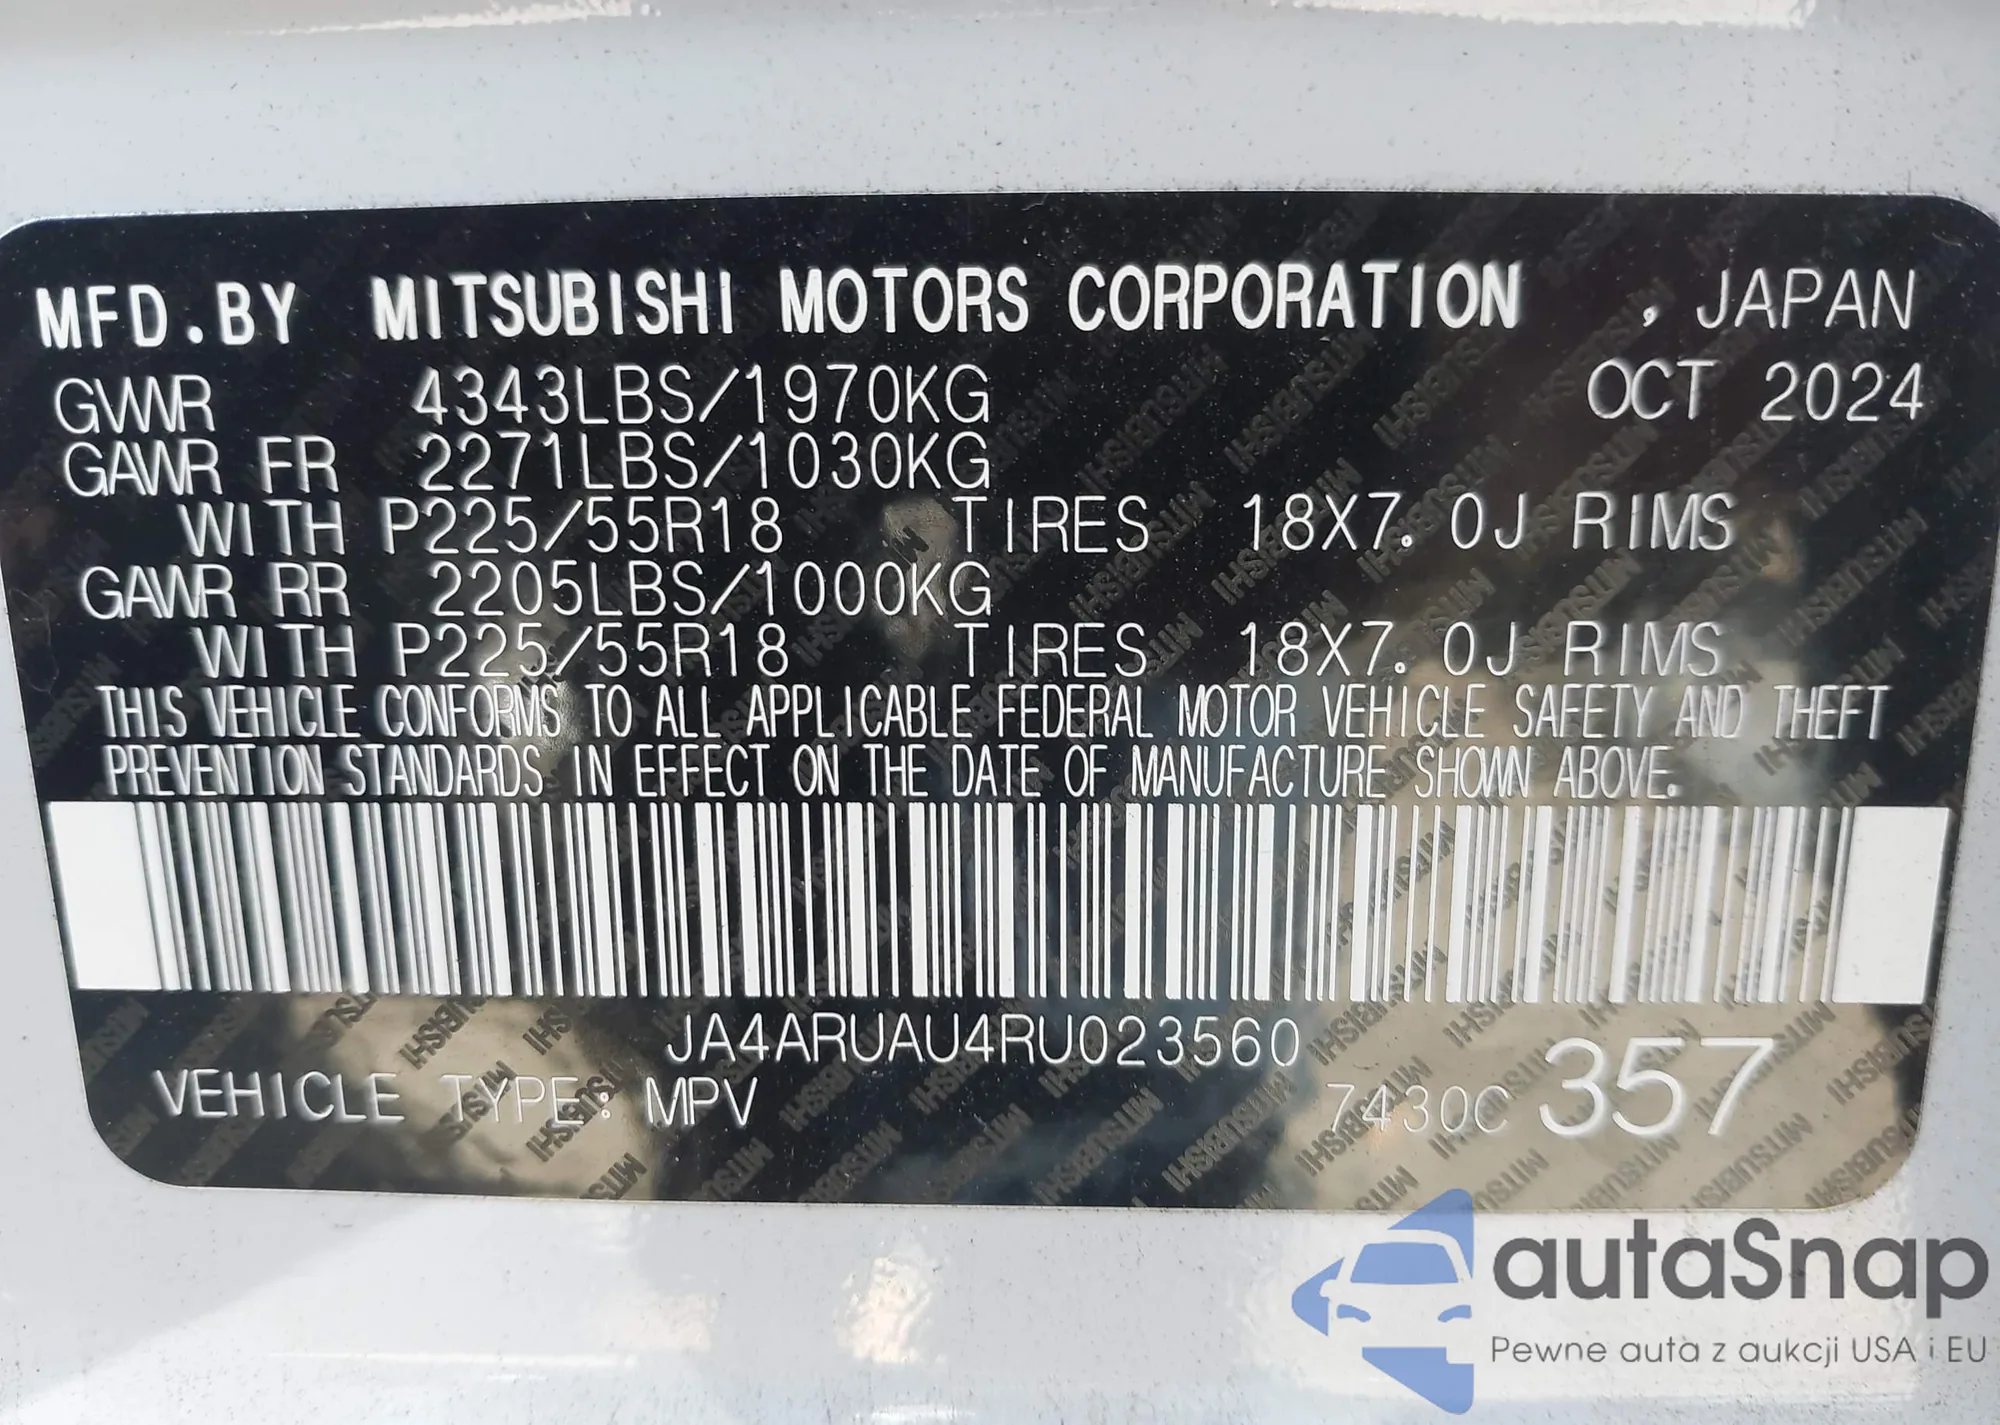 MFD.BY MITSUBISHI MOTORS CORPORATION , JAPAN
GVWR 4343LBS/1970KG OCT 2024
GAWR FR 2271LBS/1030KG
WITH P225/55R18 TIRES 18X7.0J RIMS
GAWR RR 2205LBS/1000KG
WITH P225/55R18 TIRES 18X7.0J RIMS
THIS VEHICLE CONFORMS TO ALL APPLICABLE FEDERAL MOTOR VEHICLE SAFETY AND THEFT
PREVENTION STANDARDS IN EFFECT ON THE DATE OF MANUFACTURE SHOWN ABOVE.
JA4ARUAU4RU023560
VEHICLE TYPE: MPV 7430C 357
autaSnap
Pewne auta z aukcji USA i EU